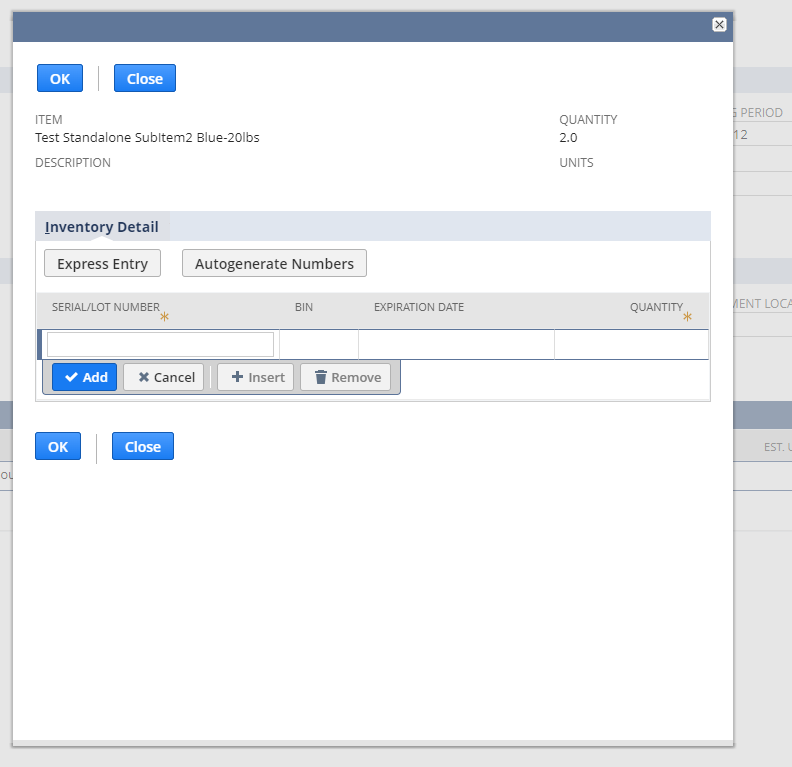 OK
Close
ITEM
QUANTITY
G PERIOD
Test Standalone SubItem2 Blue-20lbs
2.0
12
DESCRIPTION
UNITS
Inventory Detail
Express Entry
Autogenerate Numbers
MENT LOCA
SERIAL/LOT NUMBER *
BIN
EXPIRATION DATE
QUANTITY *
Add
Cancel
Insert
Remove
OK
Close
EST. U
ou